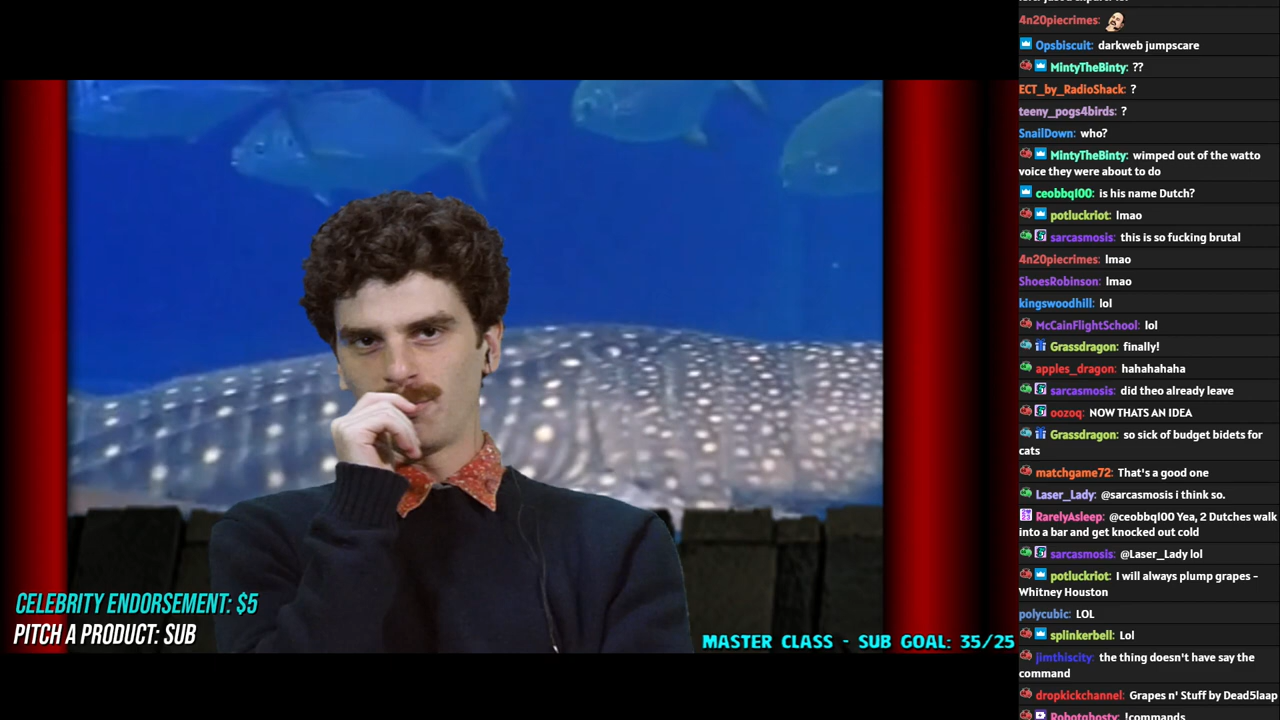 4n20piecrimes:
Opsbiscuit: darkweb jumpscare
MintyTheBinty: ??
ECT_by_RadioShack: ?
teeny_pogs4birds: ?
SnailDown: who?
MintyTheBinty: wimped out of the watto
voice they were about to do
ceobbq100: is his name Dutch?
potluckriot: lmao
sarcasmosis: this is so fucking brutal
4n20piecrimes: lmao
ShoesRobinson: lmao
kingswoodhill: lol
McCainFlightSchool: lol
Grassdragon: finally!
apples_dragon: hahahahaha
sarcasmosis: did theo already leave
oozoq: NOW THATS AN IDEA
Grassdragon: so sick of budget bidets for
cats
matchgame72: That's a good one
Laser_Lady: @sarcasmosis i think so.
RarelyAsleep: @ceobbq100 Yea, 2 Dutches walk
into a bar and get knocked out cold
sarcasmosis: @Laser_Lady lol
potluckriot: I will always plump grapes -
Whitney Houston
polycubic: LOL
splinkerbell: Lol
jimthiscity: the thing doesn't have say the
command
dropkickchannel: Grapes n' Stuff by Dead5laap
Robotghosty: !commands
CELEBRITY ENDORSEMENT: $5
PITCH A PRODUCT: SUB
MASTER CLASS - SUB GOAL: 35/25